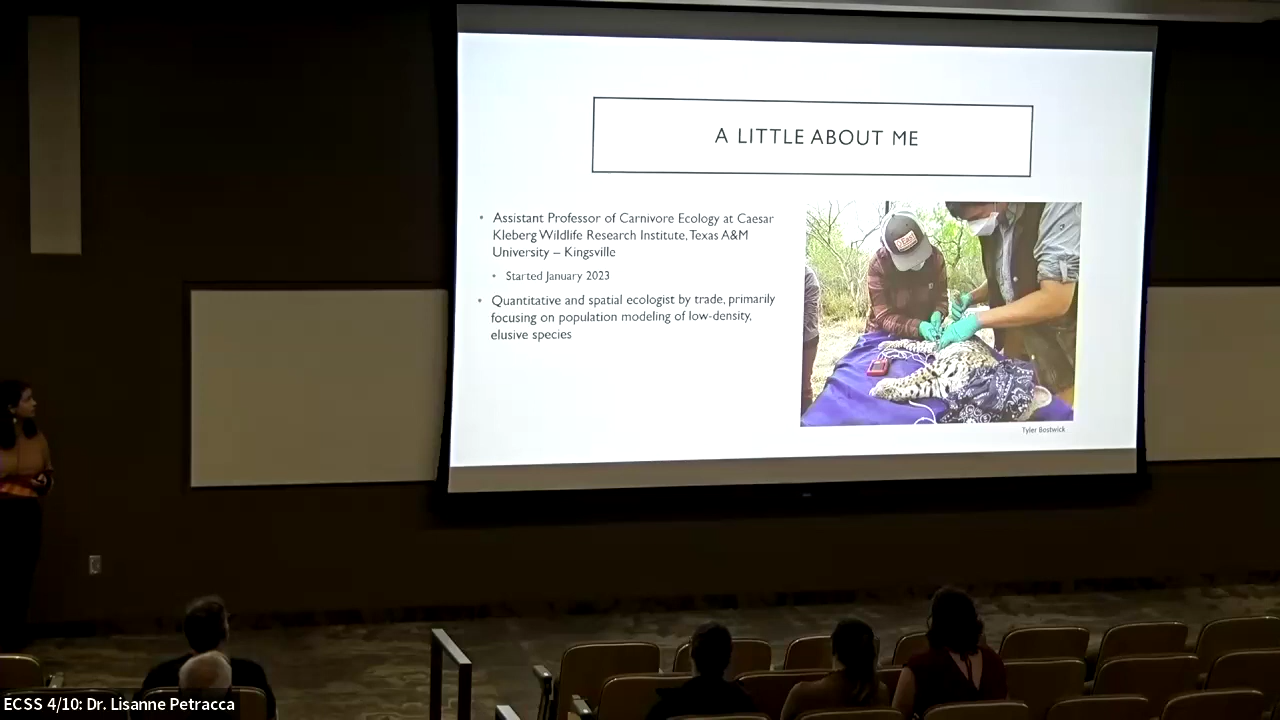 A LITTLE ABOUT ME
Assistant Professor of Carnivore Ecology at Caesar
Kleberg Wildlife Research Institute, Texas A&M
University – Kingsville
Started January 2023
Quantitative and spatial ecologist by trade, primarily
focusing on population modeling of low-density,
elusive species
Tyler Bostwick
ECSS 4/10: Dr. Lisanne Petracca